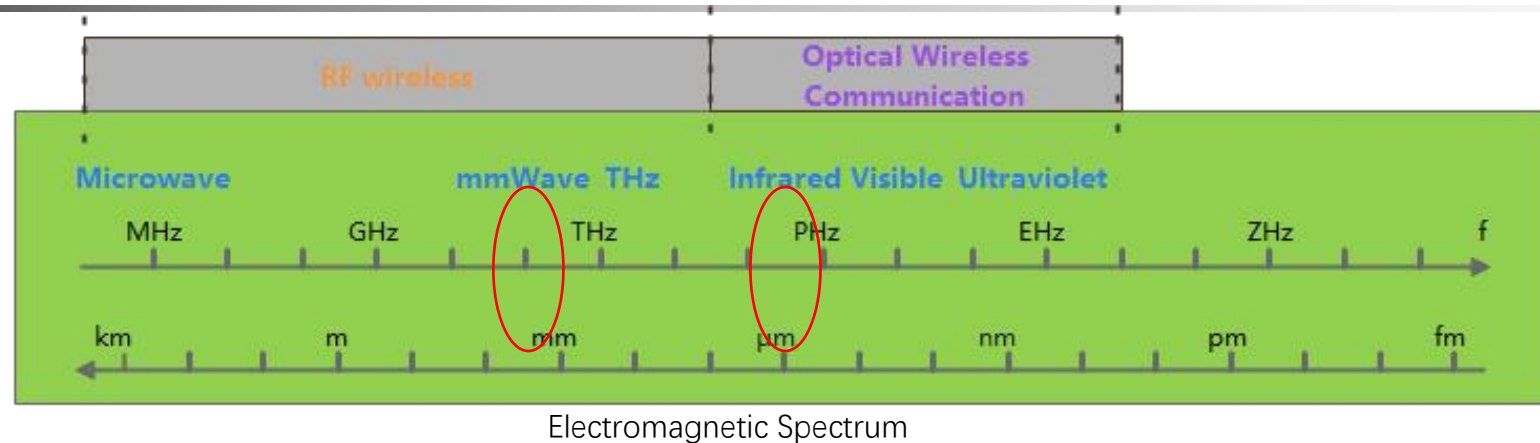 RF wireless
Optical Wireless
Communication
Microwave mmWave THz Infrared Visible Ultraviolet
MHz GHz THz PHz EHz ZHz f
km m mm μm nm pm fm
Electromagnetic Spectrum